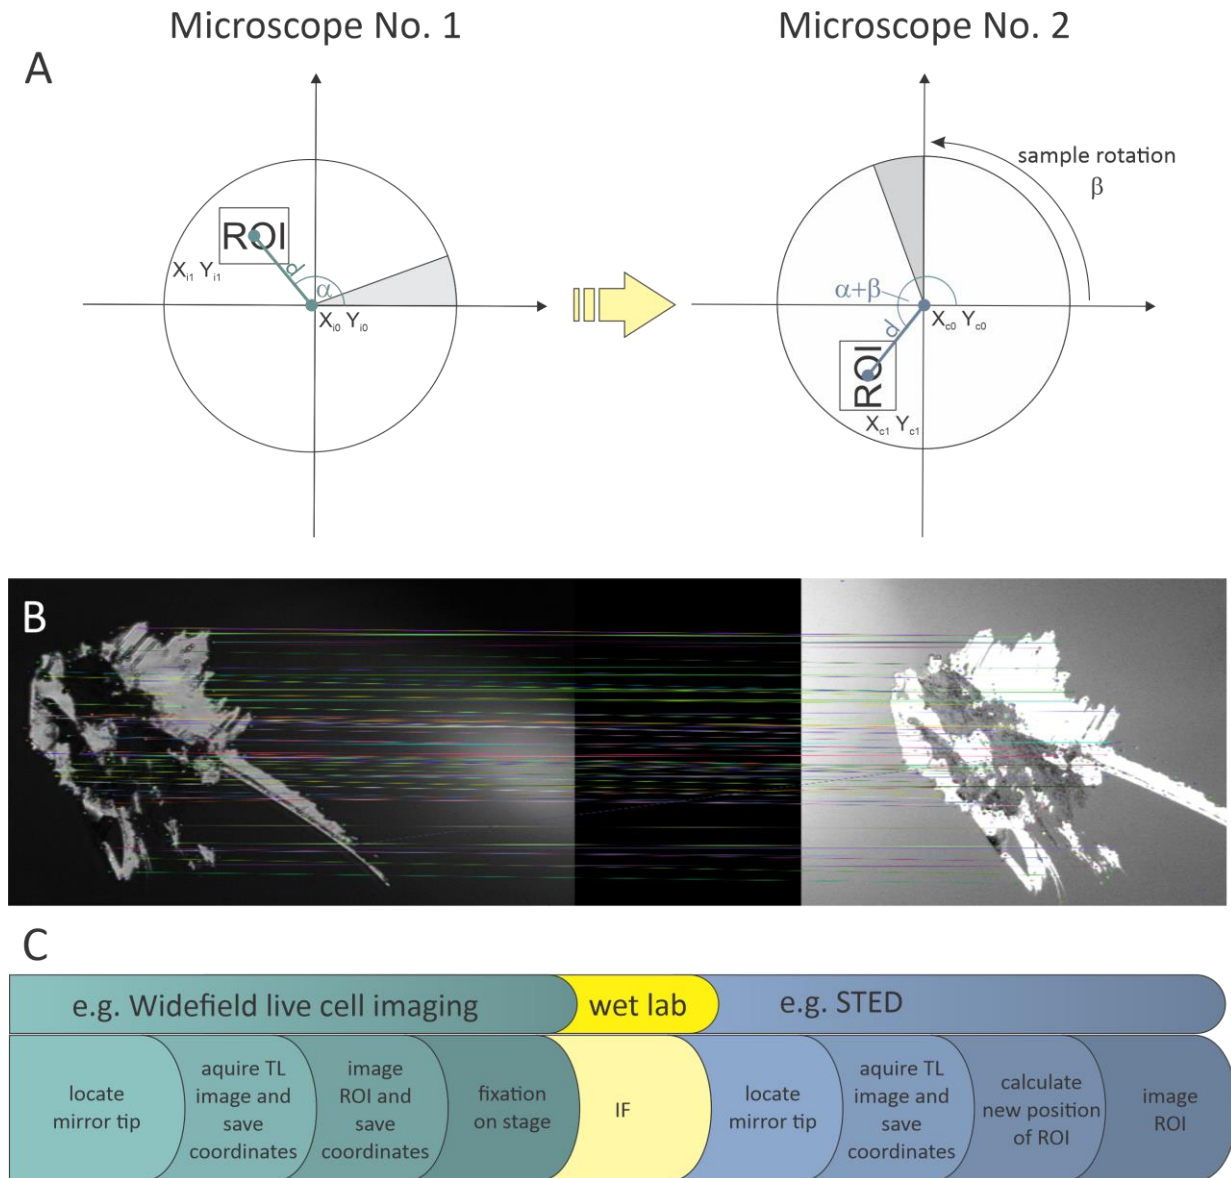 Microscope No. 1
Microscope No. 2
A
ROI
Xi1 Yi1
d
α
Xi0 Yi0
sample rotation
β
α+β
Xc0 Yc0
d
ROI
Xc1 Yc1
B
C
e.g. Widefield live cell imaging
wet lab
e.g. STED
locate
mirror tip
aquire TL
image and
save
coordinates
image
ROI and
save
coordinates
fixation
on stage
IF
locate
mirror tip
aquire TL
image and
save
coordinates
calculate
new position
of ROI
image
ROI